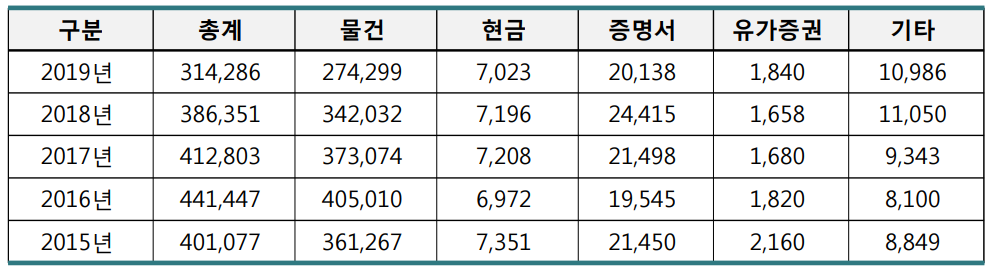 구분 총계 물건 현금 증명서 유가증권 기타
2019년 314,286 274,299 7,023 20,138 1,840 10,986
2018년 386,351 342,032 7,196 24,415 1,658 11,050
2017년 412,803 373,074 7,208 21,498 1,680 9,343
2016년 441,447 405,010 6,972 19,545 1,820 8,100
2015년 401,077 361,267 7,351 21,450 2,160 8,849